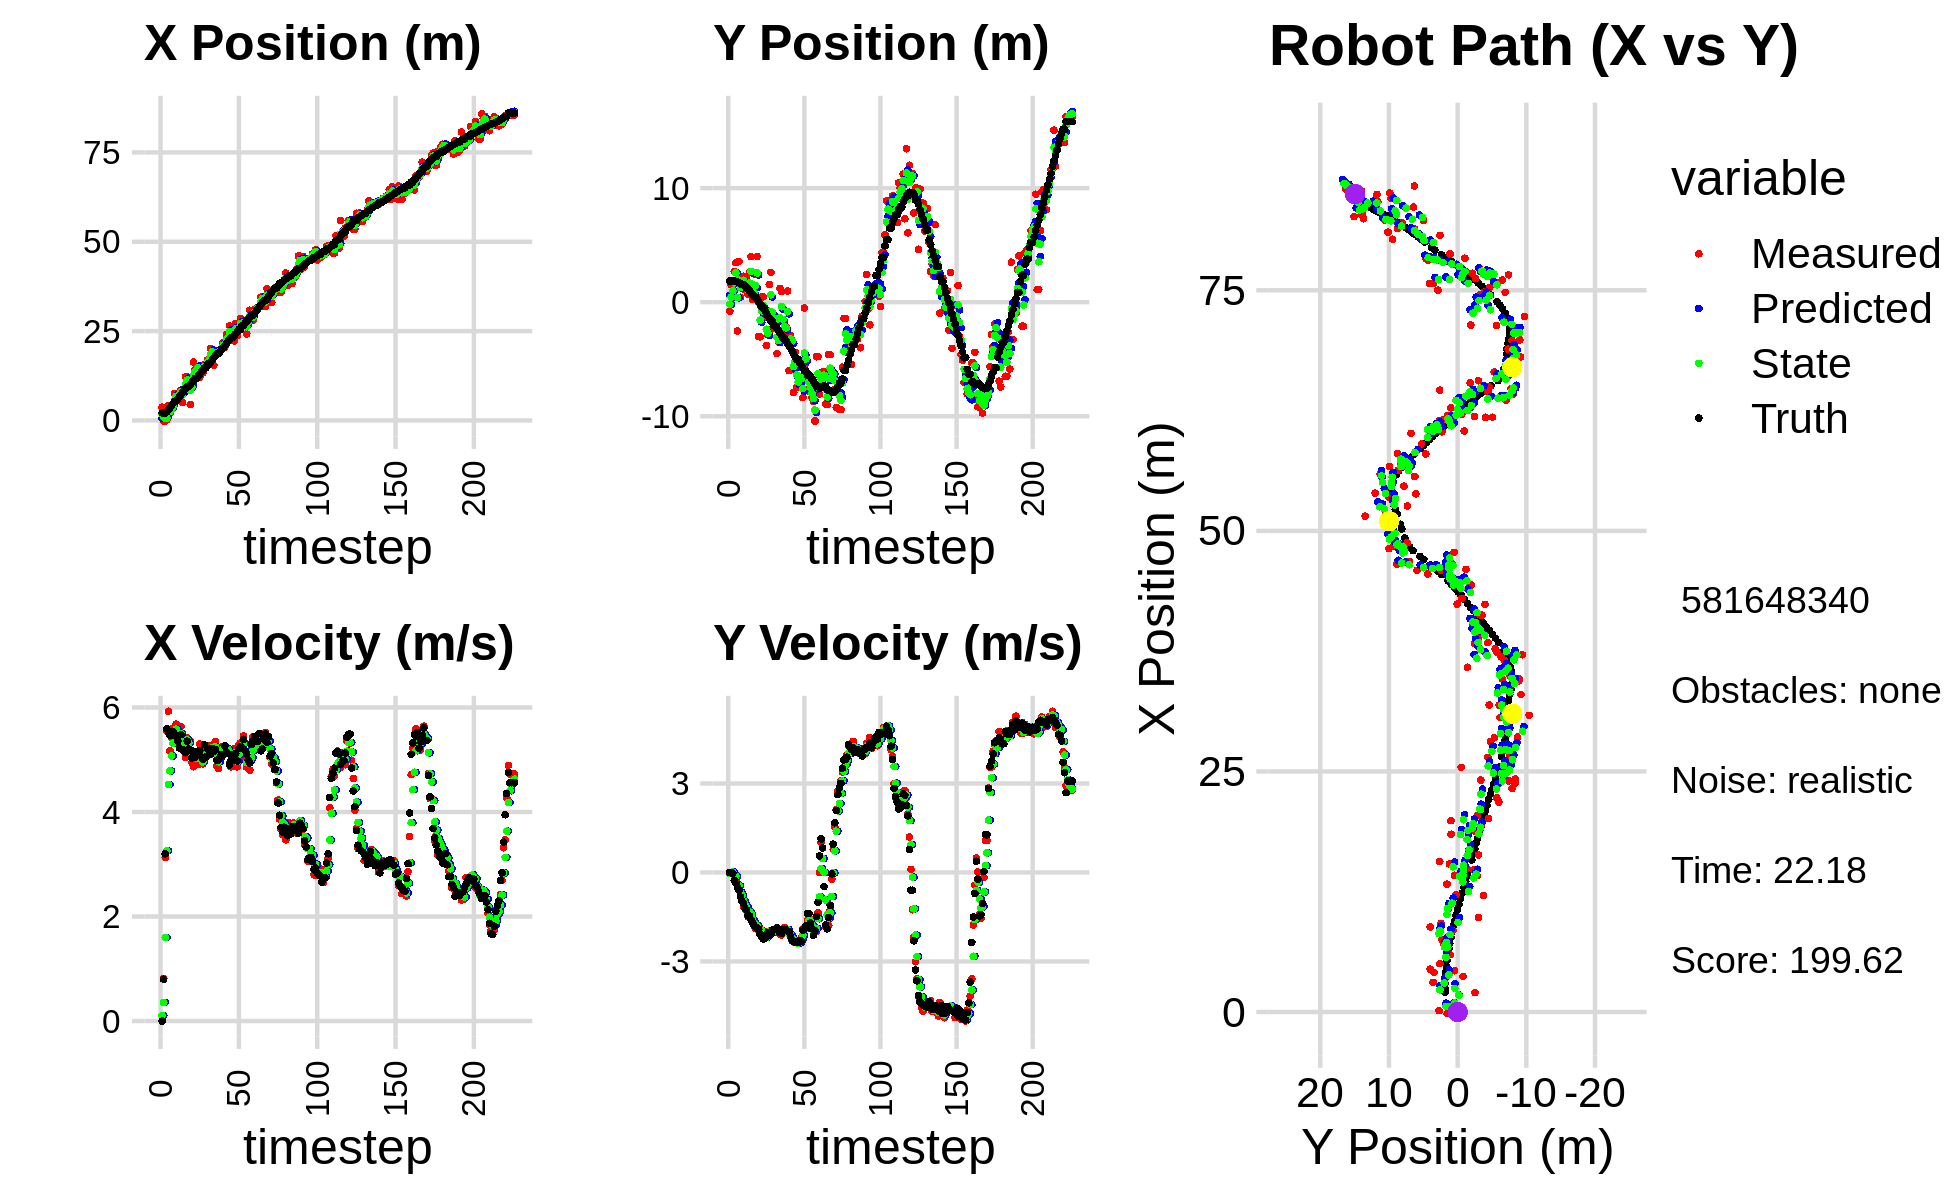 X Position (m)
75
50
25
0
0
50
100
150
200
timestep
Y Position (m)
10
0
-10
0
50
100
150
200
timestep
X Velocity (m/s)
6
4
2
0
0
50
100
150
200
timestep
Y Velocity (m/s)
3
0
-3
0
50
100
150
200
timestep
Robot Path (X vs Y)
X Position (m)
75
50
25
0
20 10 0 -10 -20
Y Position (m)
variable
Measured
Predicted
State
Truth
581648340
Obstacles: none
Noise: realistic
Time: 22.18
Score: 199.62